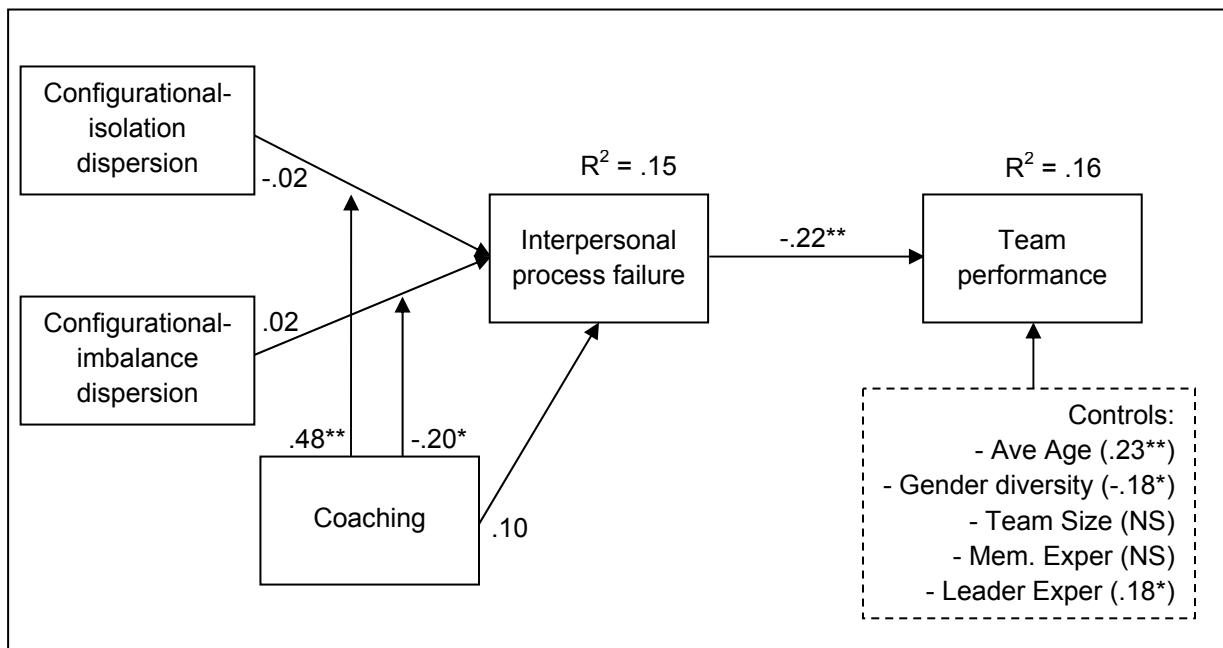 Configurational-
isolation
dispersion
-.02
R² = .15
R² = .16
Interpersonal
process failure
-.22**
Team
performance
Configurational-
imbalance
dispersion
.02
.48**
-.20*
Coaching
.10
Controls:
- Ave Age (.23**)
- Gender diversity (-.18*)
- Team Size (NS)
- Mem. Exper (NS)
- Leader Exper (.18*)